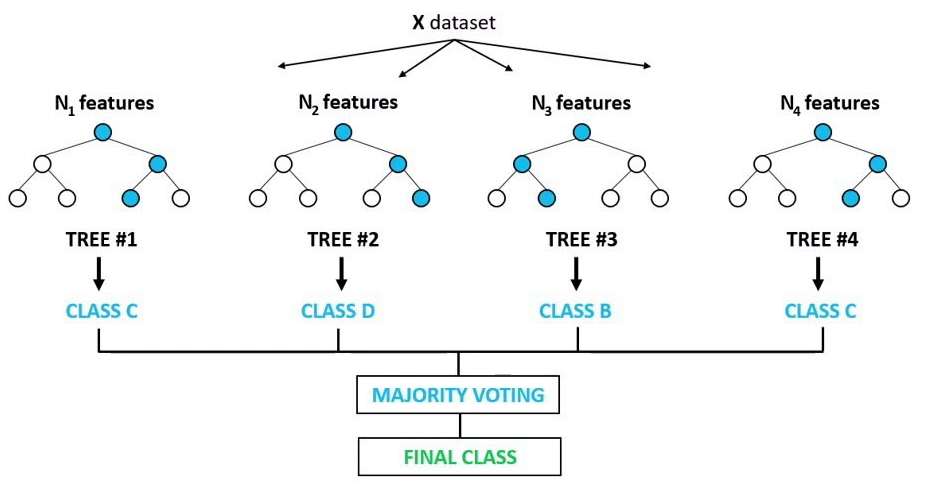 X dataset
N₁ features
N₂ features
N₃ features
N₄ features
TREE #1
TREE #2
TREE #3
TREE #4
CLASS C
CLASS D
CLASS B
CLASS C
MAJORITY VOTING
FINAL CLASS